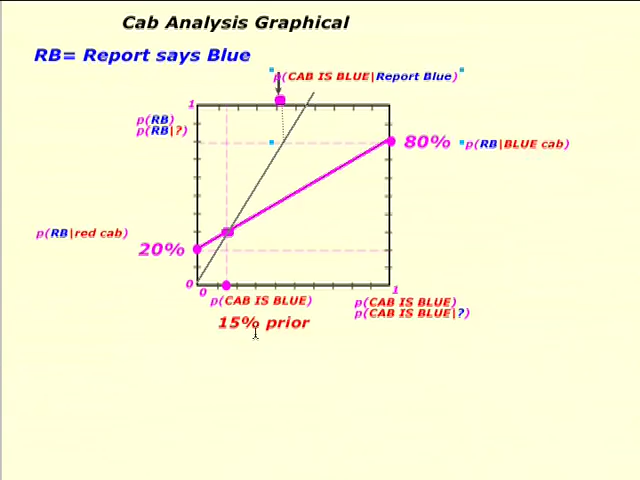 Cab Analysis Graphical
RB= Report says Blue
p(CAB IS BLUE|Report Blue)
1
p(RB)
p(RB|?)
80%
p(RB|BLUE cab)
p(RB|red cab)
20%
0
0
1
p(CAB IS BLUE)
p(CAB IS BLUE)
p(CAB IS BLUE|?)
15% prior